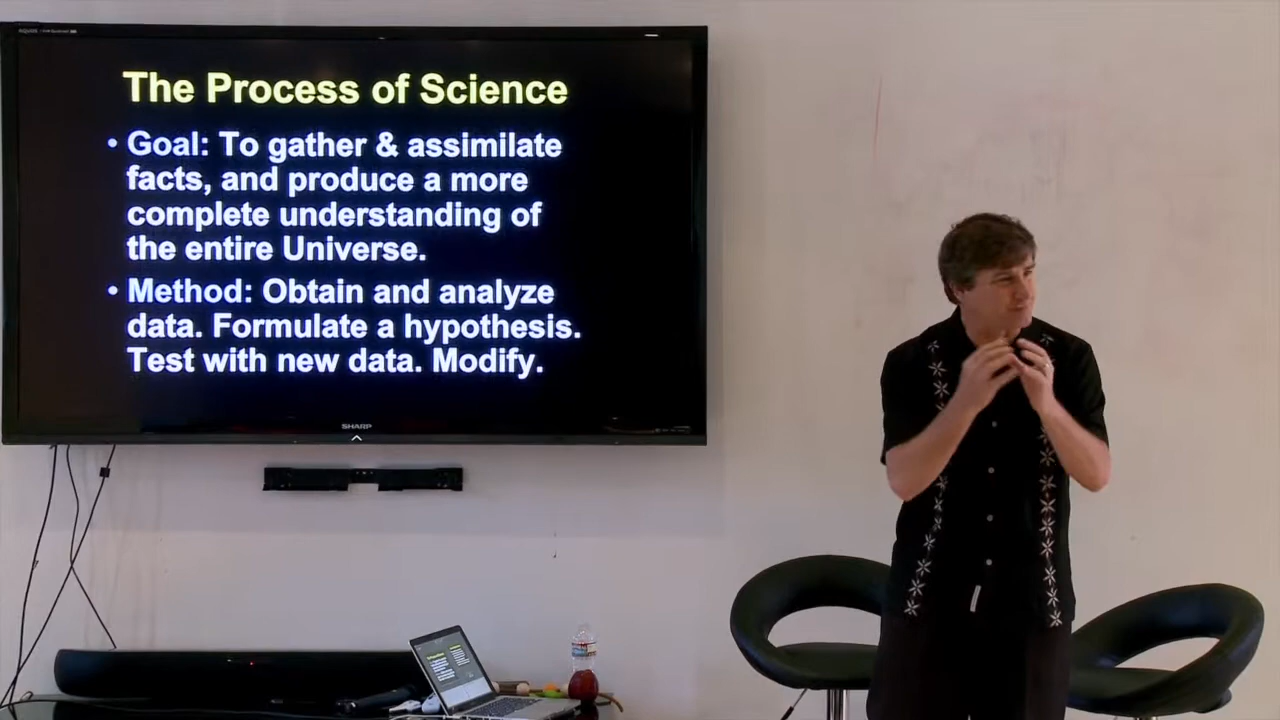 The Process of Science
• Goal: To gather & assimilate
facts, and produce a more
complete understanding of
the entire Universe.
• Method: Obtain and analyze
data. Formulate a hypothesis.
Test with new data. Modify.
SHARP